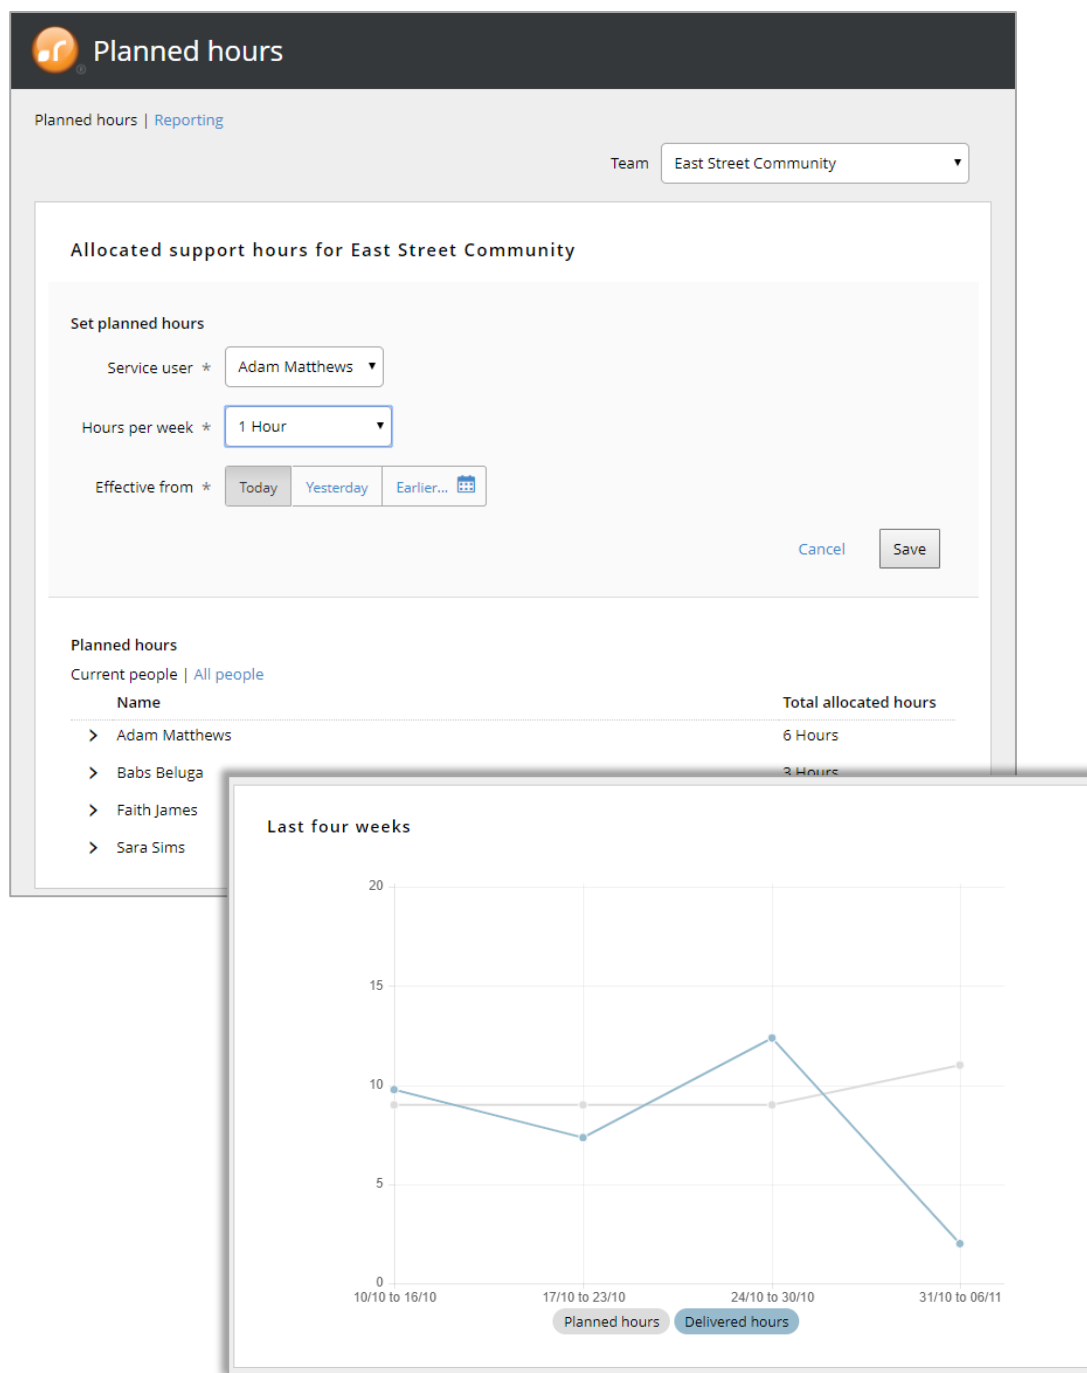 Planned hours
Planned hours | Reporting
Team East Street Community
Allocated support hours for East Street Community
Set planned hours
Service user * Adam Matthews
Hours per week * 1 Hour
Effective from * Today Yesterday Earlier...
Cancel Save
Planned hours
Current people | All people
Name Total allocated hours
Adam Matthews 6 Hours
Babs Beluga 3 Hours
Faith James
Sara Sims
Last four weeks
20
15
10
5
0
10/10 to 16/10 17/10 to 23/10 24/10 to 30/10 31/10 to 06/11
Planned hours Delivered hours